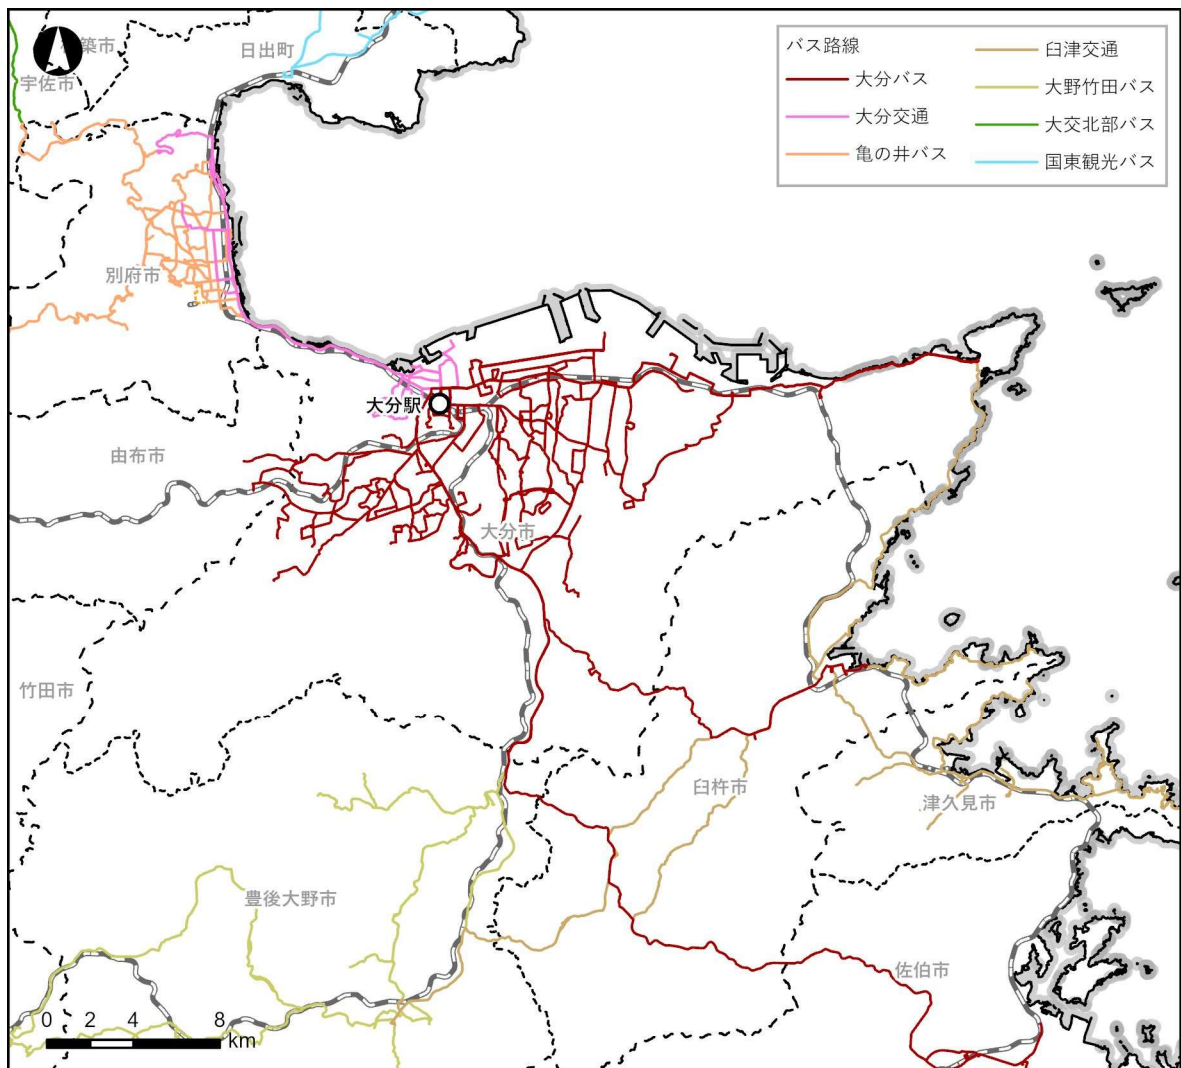 バス路線
大分バス
大分交通
亀の井バス
臼津交通
大野竹田バス
大交北部バス
国東観光バス
築市
日出町
宇佐市
別府市
大分駅
由布市
大分市
竹田市
臼杵市
津久見市
豊後大野市
佐伯市
0 2 4 8
km